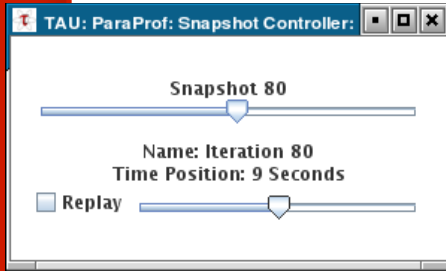 TAU: ParaProf: Snapshot Controller:
Snapshot 80
Name: Iteration 80
Time Position: 9 Seconds
Replay